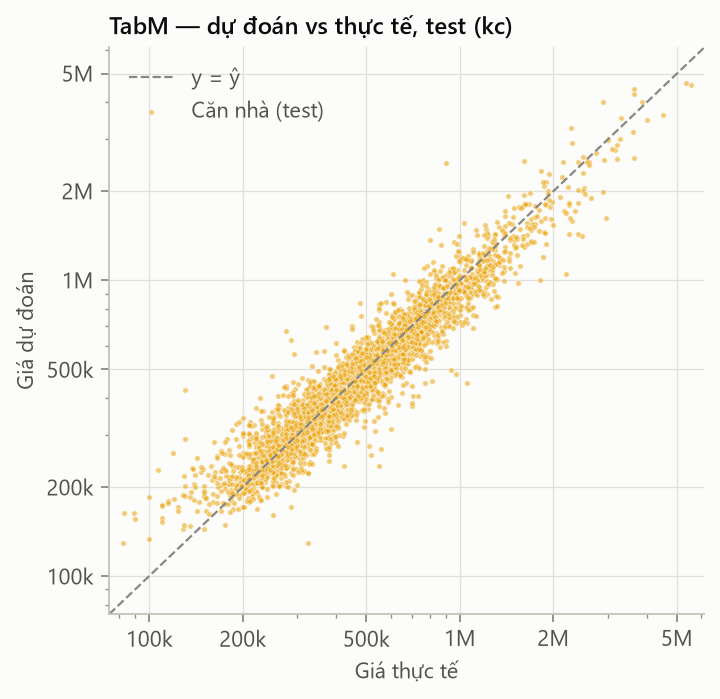 TabM — dự đoán vs thực tế, test (kc)
y = ŷ
Căn nhà (test)
Giá dự đoán
5M
2M
1M
500k
200k
100k
100k 200k 500k 1M 2M 5M
Giá thực tế